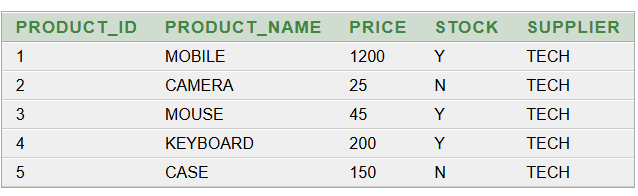 PRODUCT_ID PRODUCT_NAME PRICE STOCK SUPPLIER
1 MOBILE 1200 Y TECH
2 CAMERA 25 N TECH
3 MOUSE 45 Y TECH
4 KEYBOARD 200 Y TECH
5 CASE 150 N TECH